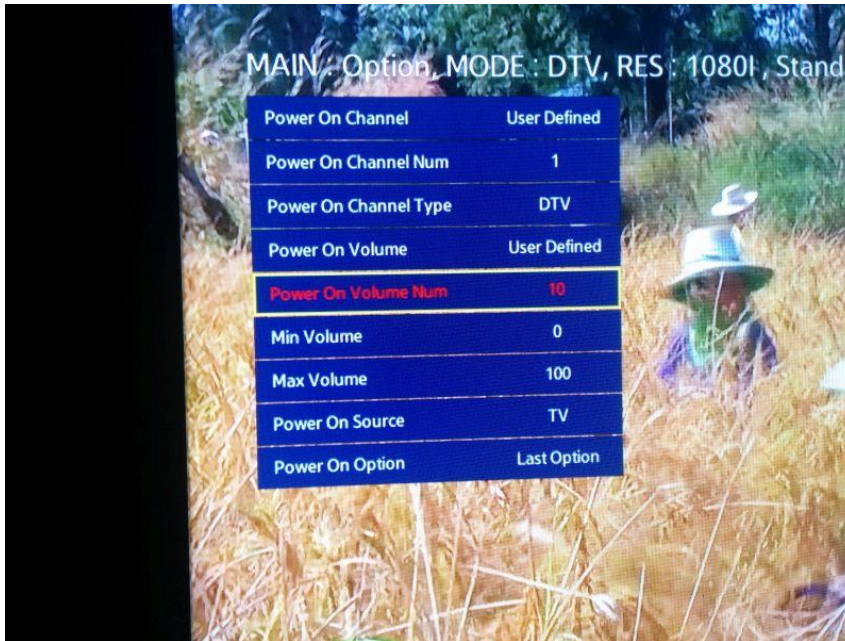 MAIN : Option, MODE : DTV, RES : 1080I , Stand
Power On Channel User Defined
Power On Channel Num 1
Power On Channel Type DTV
Power On Volume User Defined
Power On Volume Num 10
Min Volume 0
Max Volume 100
Power On Source TV
Power On Option Last Option